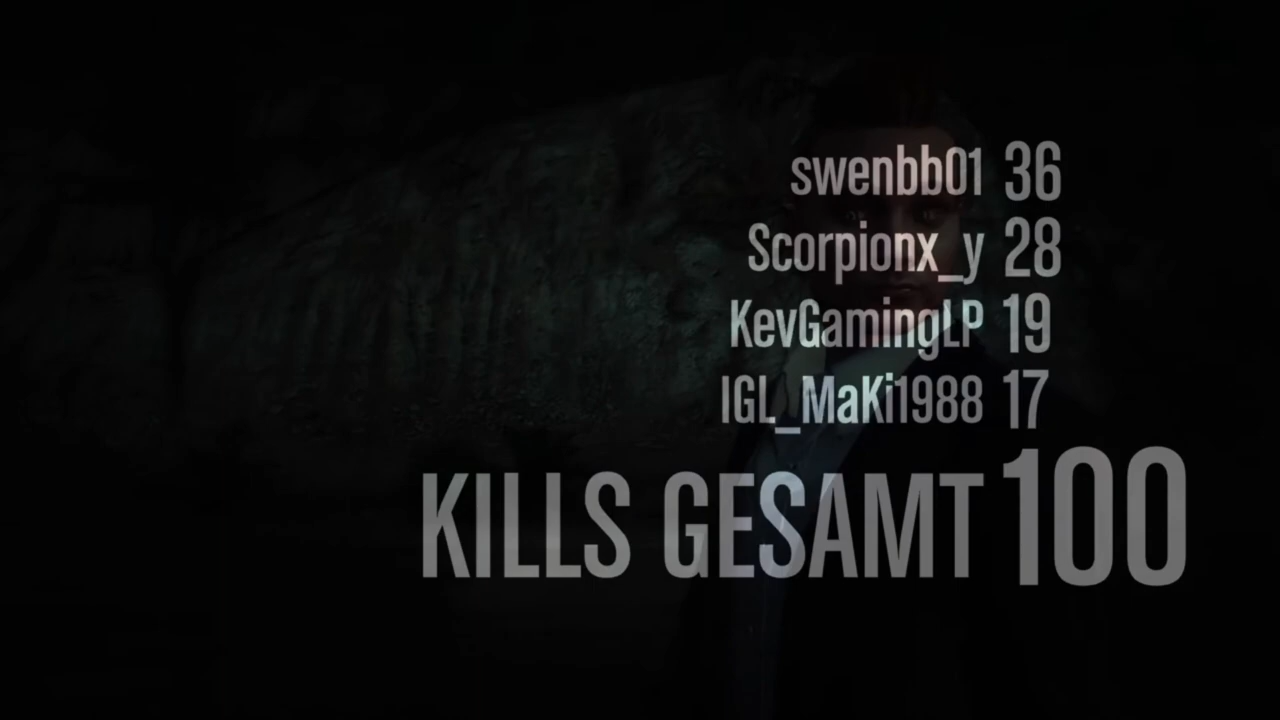 swenbb01 36
Scorpionx_y 28
KevGamingLP 19
IGL_MaKi1988 17
KILLS GESAMT 100